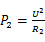 P₂ = U²/R₂